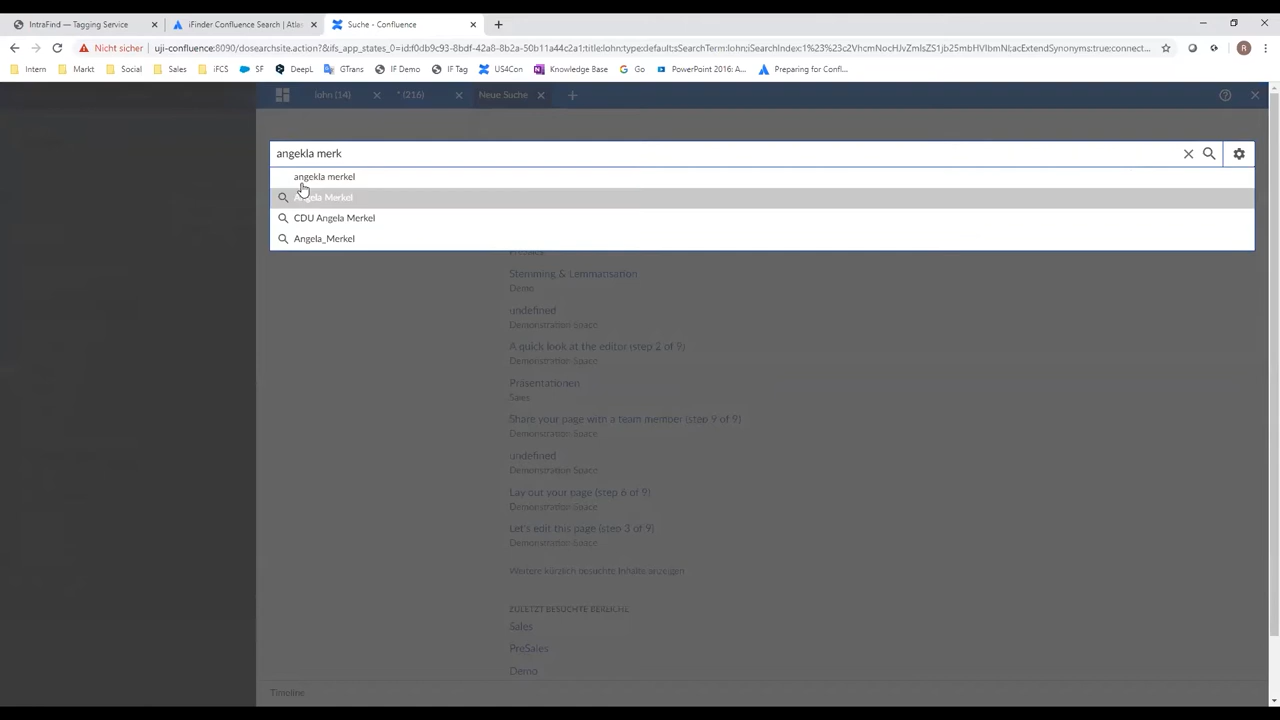 IntraFind — Tagging Service
iFinder Confluence Search | Atlas
Suche - Confluence
Nicht sicher
uji-confluence:8090/dosearchsite.action?&ifs_app_states_0=id:f0db9c93-8bdf-42a8-8b2a-50b11a44c2a1:title:lohn;type:default;sSearchTerm:lohn;iSearchIndex:1%23%23%c2VhcmNocHJvZmlsZS1jb25mbHVlbmNl;acExtendSynonyms:true;connect...
Intern
Markt
Social
Sales
iFCS
SF
DeepL
GTrans
IF Demo
IF Tag
US4Con
Knowledge Base
Go
PowerPoint 2016: A...
Preparing for Confl...
lohn (14)
* (216)
Neue Suche
angekla merk
angekla merkel
Angela Merkel
CDU Angela Merkel
Angela_Merkel
PreSales
Stemming & Lemmatisation
Demo
undefined
Demonstration Space
A quick look at the editor (step 2 of 9)
Demonstration Space
Präsentationen
Sales
Share your page with a team member (step 9 of 9)
Demonstration Space
undefined
Demonstration Space
Lay out your page (step 6 of 9)
Demonstration Space
Let's edit this page (step 3 of 9)
Demonstration Space
Weitere kürzlich besuchte Inhalte anzeigen
ZULETZT BESUCHTE BEREICHE
Sales
PreSales
Demo
Timeline